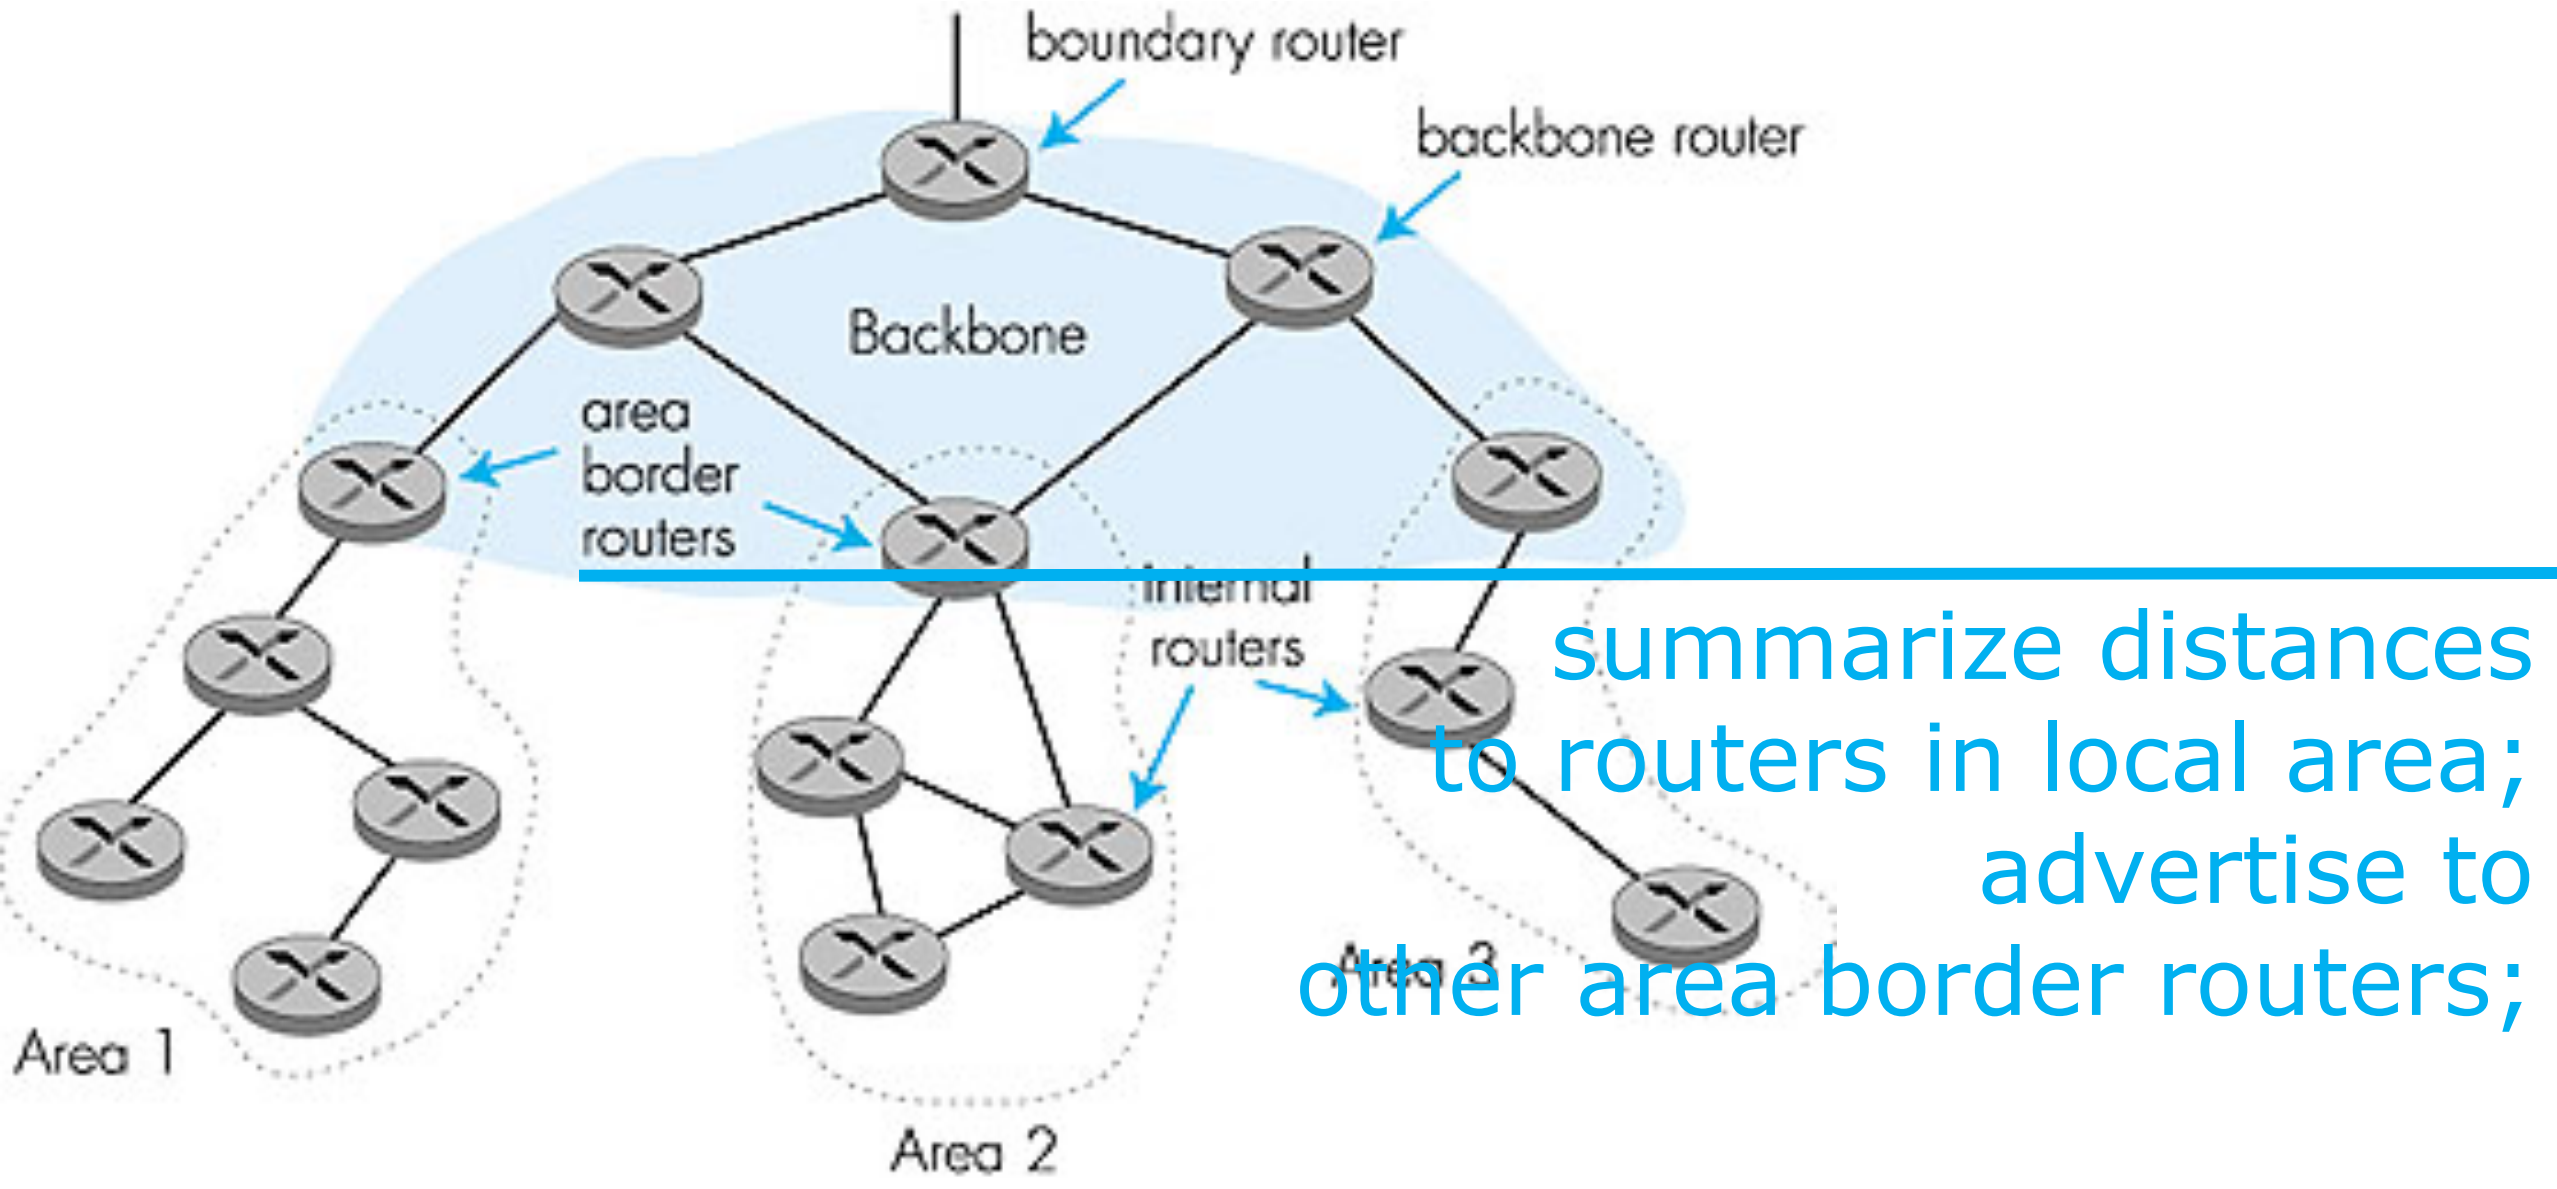 boundary router
backbone router
Backbone
area
border
routers
internal
routers
summarize distances
to routers in local area;
advertise to
other area border routers;
Area 3
Area 1
Area 2